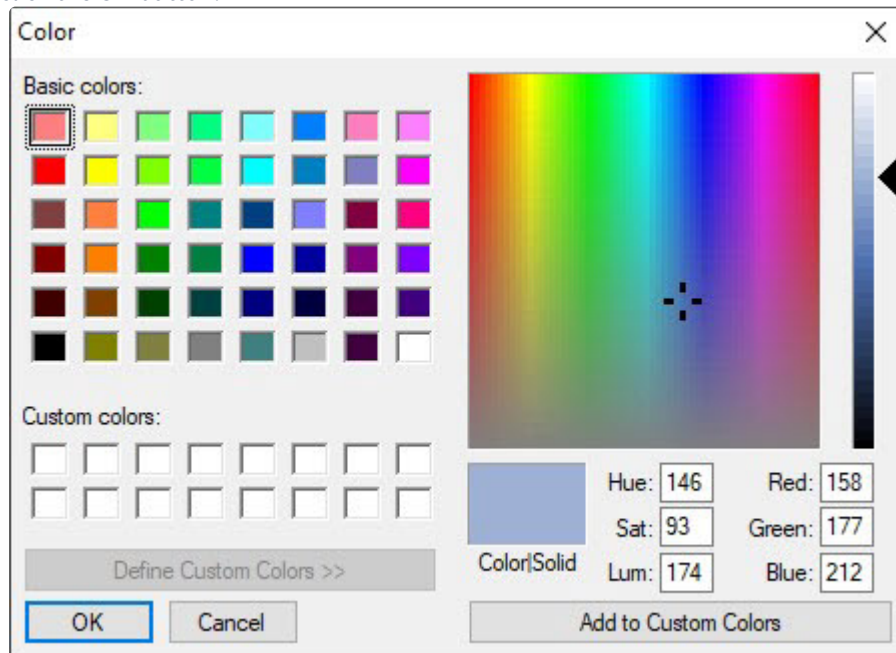 Color
Basic colors:
Custom colors:
Define Custom Colors >>
OK Cancel
Color|Solid
Hue: 146 Red: 158
Sat: 93 Green: 177
Lum: 174 Blue: 212
Add to Custom Colors